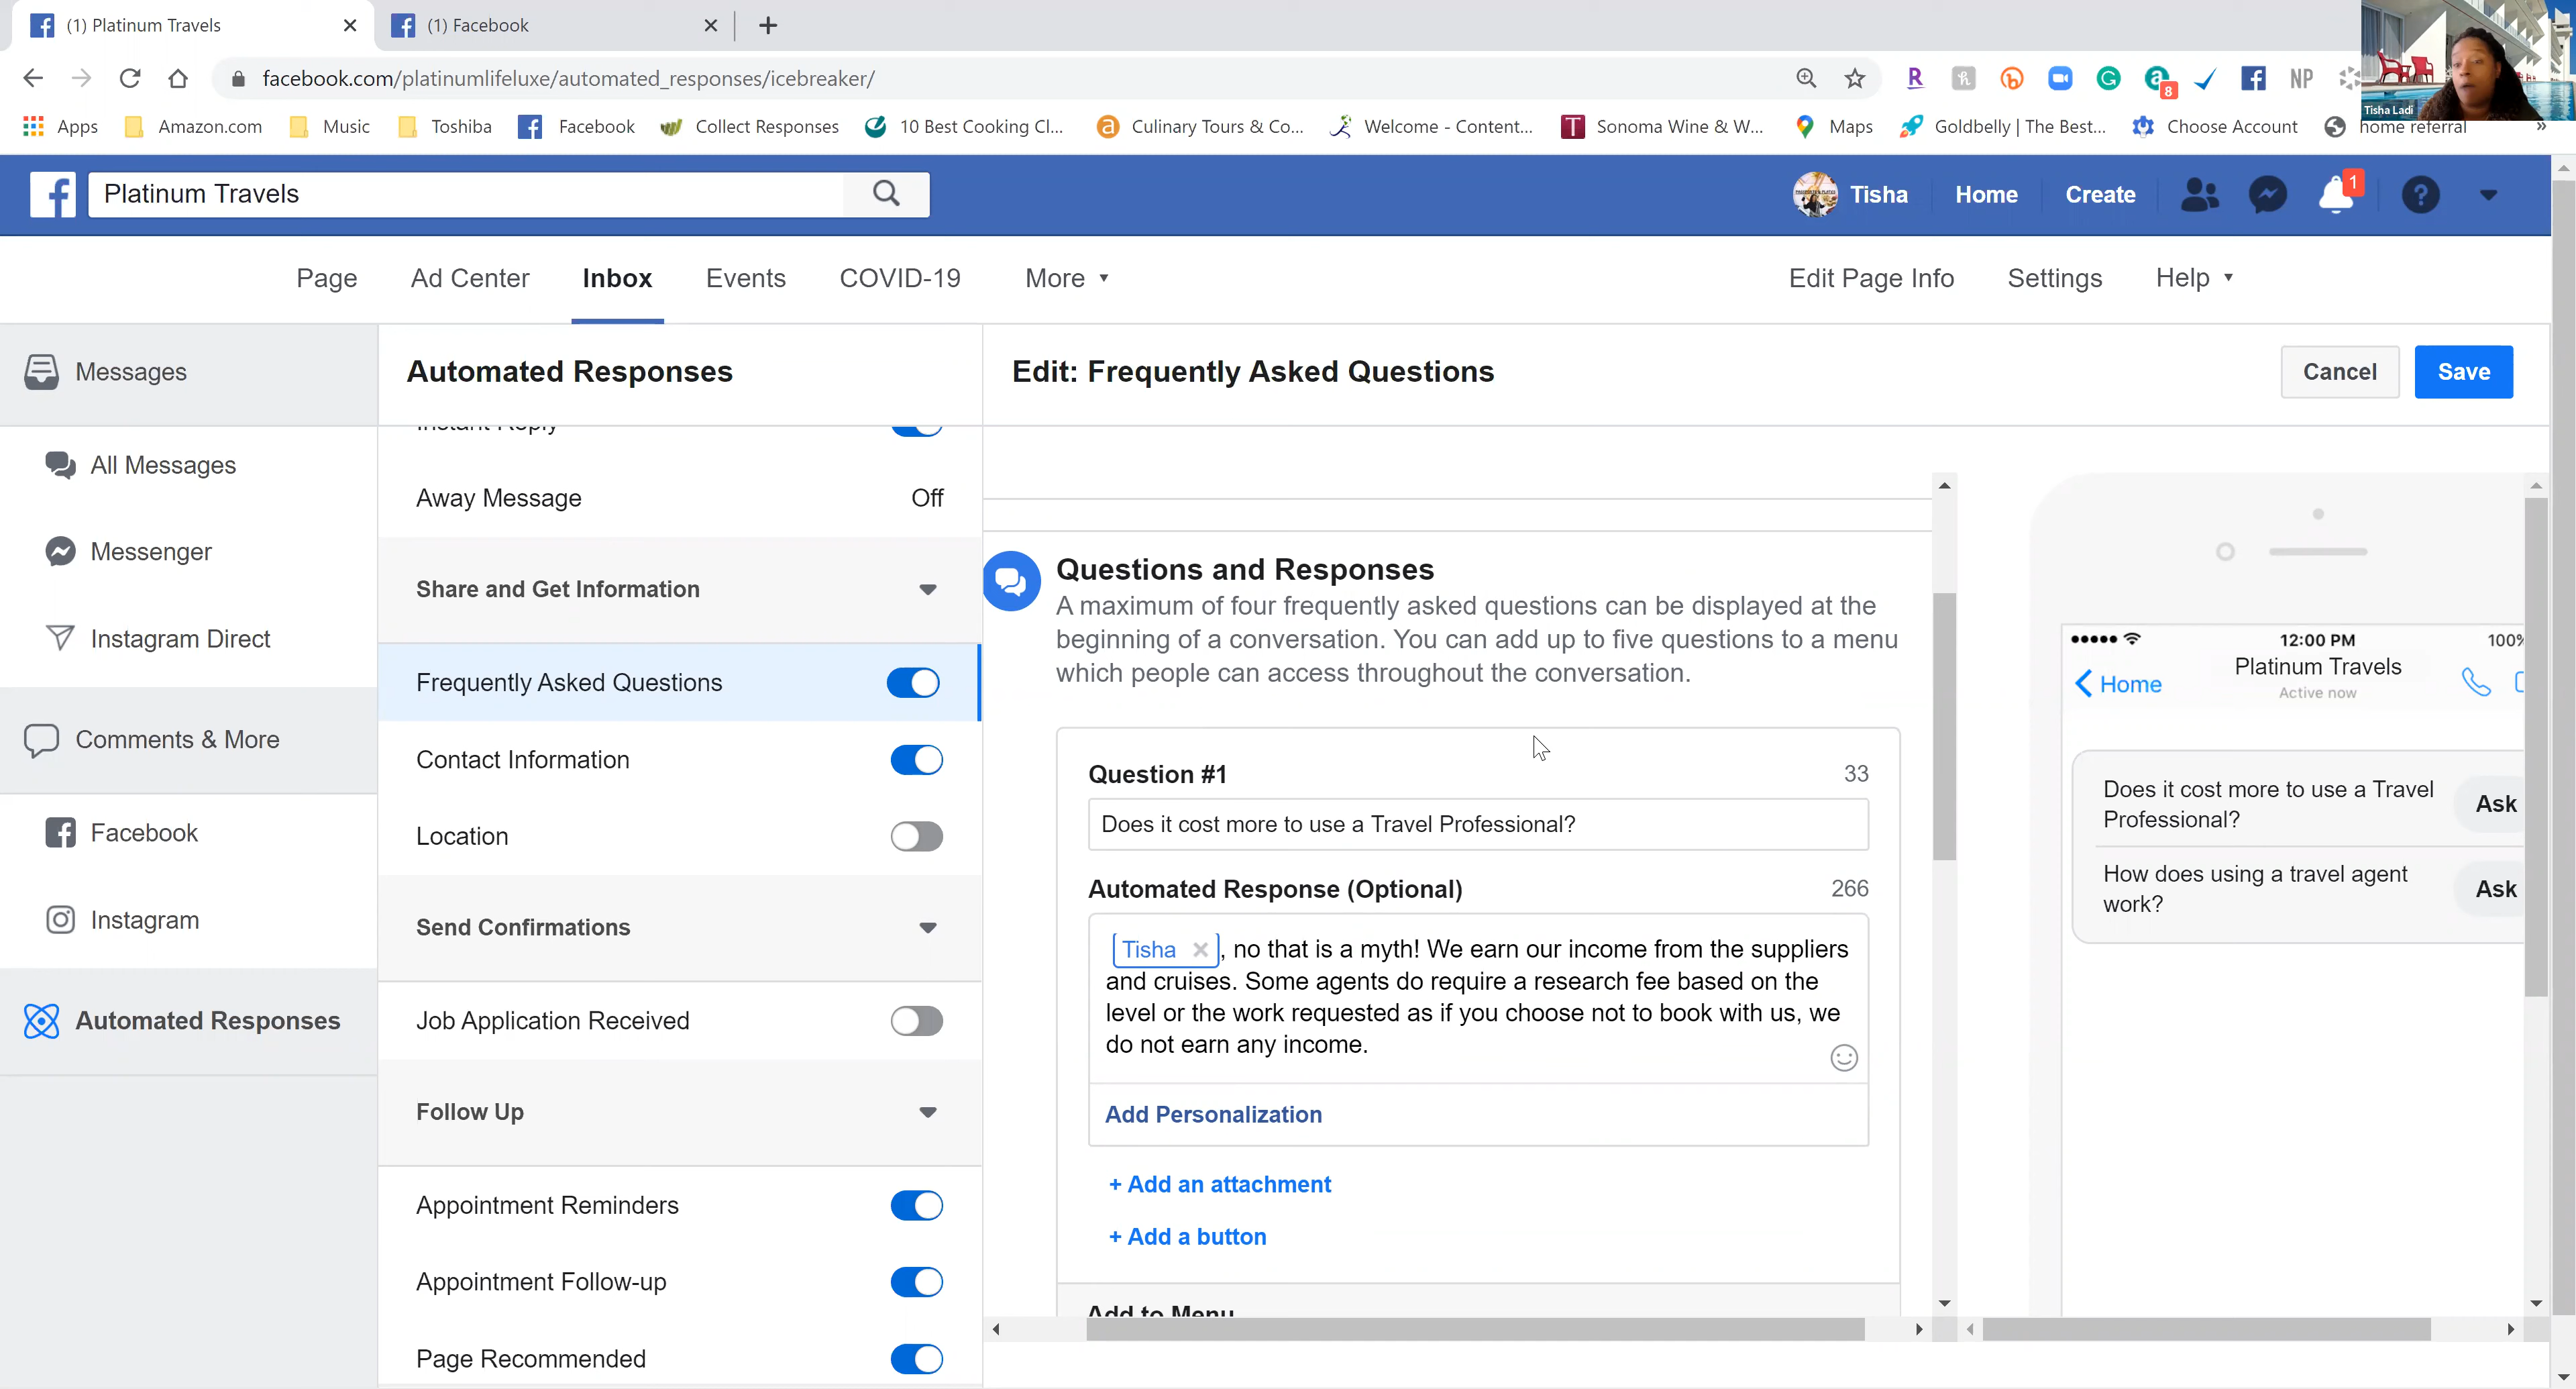 (1) Platinum Travels
(1) Facebook
facebook.com/platinumlifeluxe/automated_responses/icebreaker/
8
NP
Tisha Ladi
Apps
Amazon.com
Music
Toshiba
Facebook
Collect Responses
10 Best Cooking Cl...
Culinary Tours & Co...
Welcome - Content...
Sonoma Wine & W...
Maps
Goldbelly | The Best...
Choose Account
home referral
»
Platinum Travels
Tisha
Home
Create
1
Page
Ad Center
Inbox
Events
COVID-19
More
Edit Page Info
Settings
Help
Messages
All Messages
Messenger
Instagram Direct
Comments & More
Facebook
Instagram
Automated Responses
Automated Responses
Instant Reply
Away Message
Off
Share and Get Information
Frequently Asked Questions
Contact Information
Location
Send Confirmations
Job Application Received
Follow Up
Appointment Reminders
Appointment Follow-up
Page Recommended
Edit: Frequently Asked Questions
Cancel
Save
Questions and Responses
A maximum of four frequently asked questions can be displayed at the
beginning of a conversation. You can add up to five questions to a menu
which people can access throughout the conversation.
Question #1
33
Does it cost more to use a Travel Professional?
Automated Response (Optional)
266
Tisha ×, no that is a myth! We earn our income from the suppliers
and cruises. Some agents do require a research fee based on the
level or the work requested as if you choose not to book with us, we
do not earn any income.
Add Personalization
+ Add an attachment
+ Add a button
Add to Menu
12:00 PM
100%
Home
Platinum Travels
Active now
Does it cost more to use a Travel
Professional?
Ask
How does using a travel agent
work?
Ask